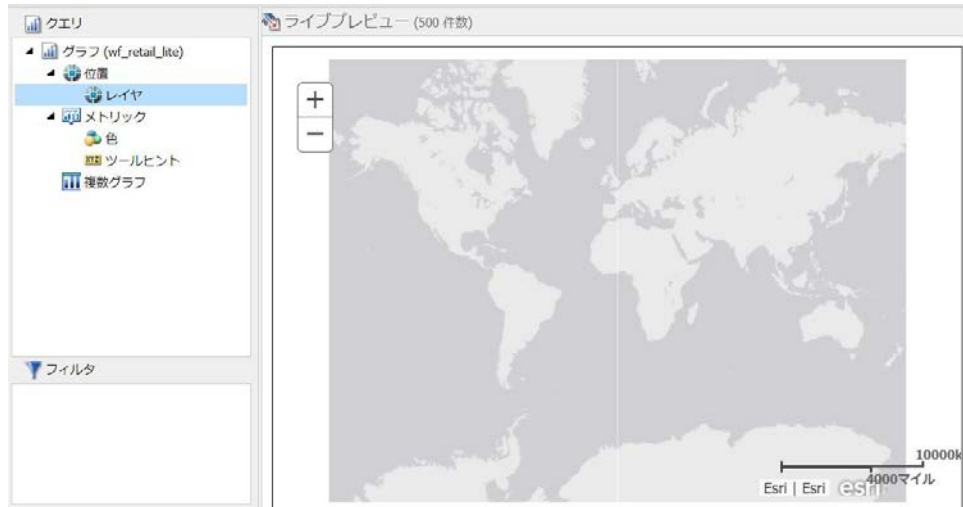 クエリ
グラフ (wf_retail_lite)
位置
レイヤ
メトリック
色
ツールヒント
複数グラフ
フィルタ
ライブプレビュー (500 件数)
+
−
10000k
4000マイル
Esri | Esri
esri